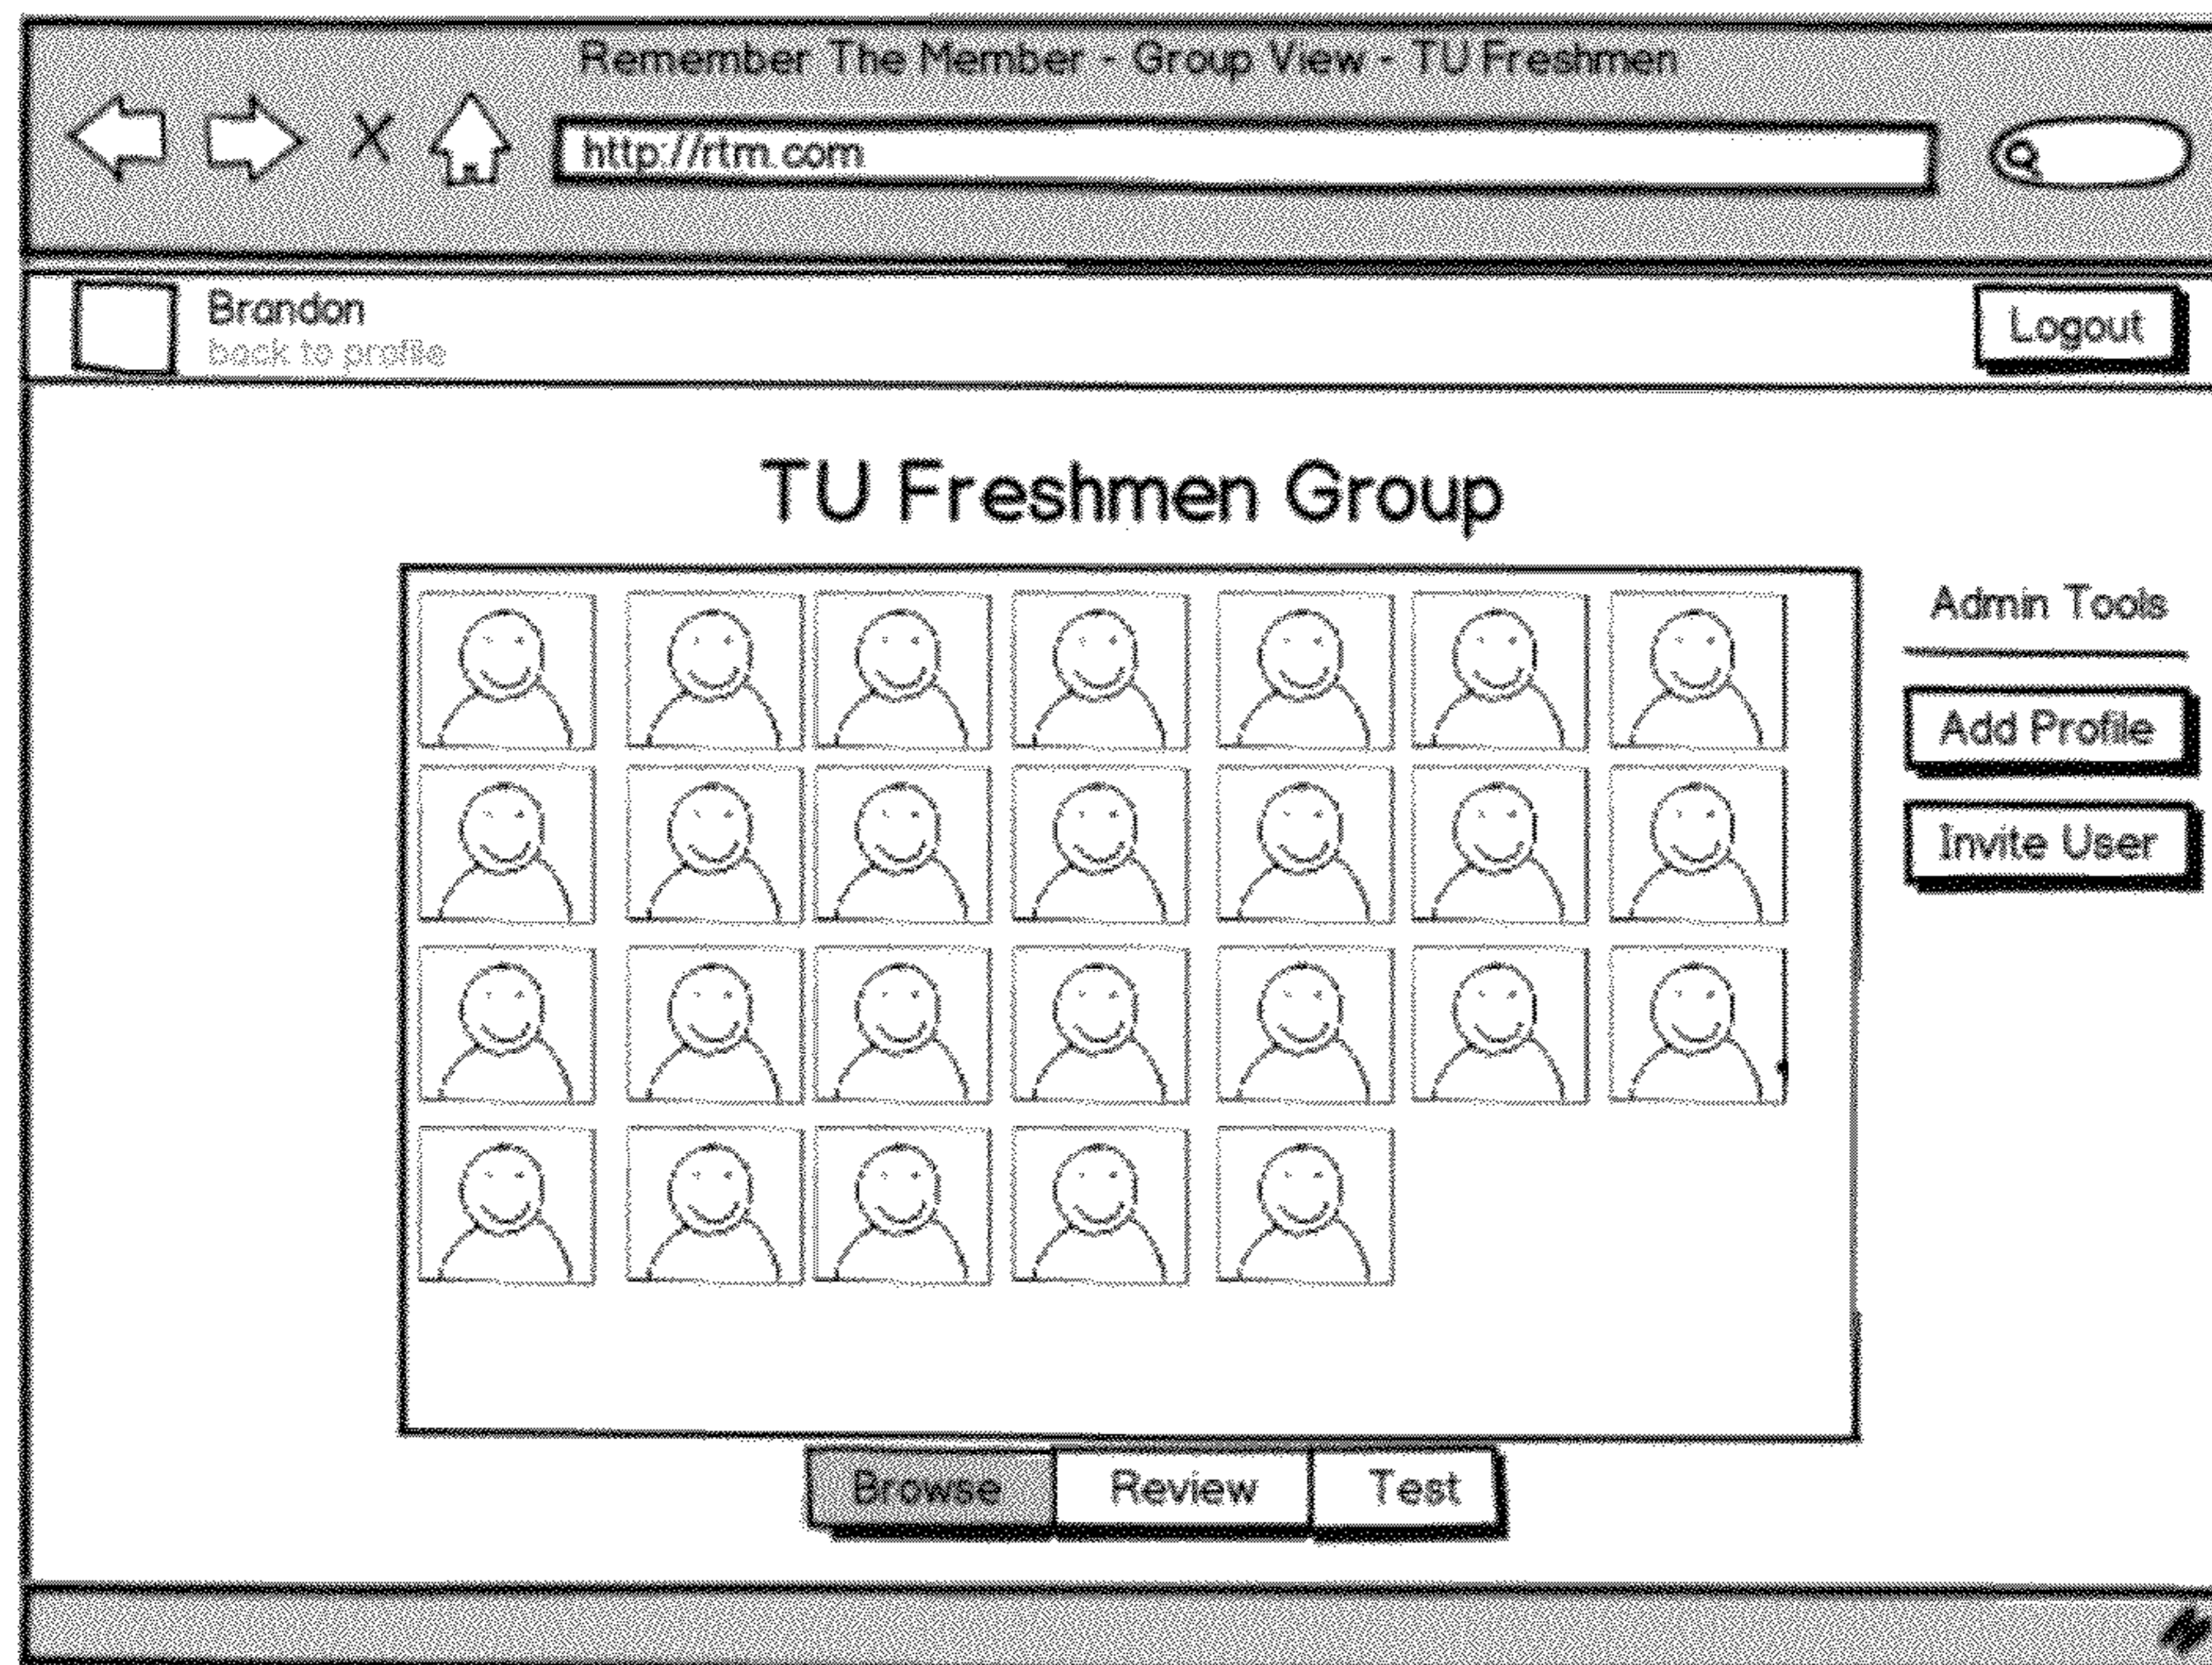 Remember The Member - Group View - TU Freshmen
http://rtm.com
Brandon
back to profile
Logout
TU Freshmen Group
Admin Tools
Add Profile
Invite User
Browse
Review
Test